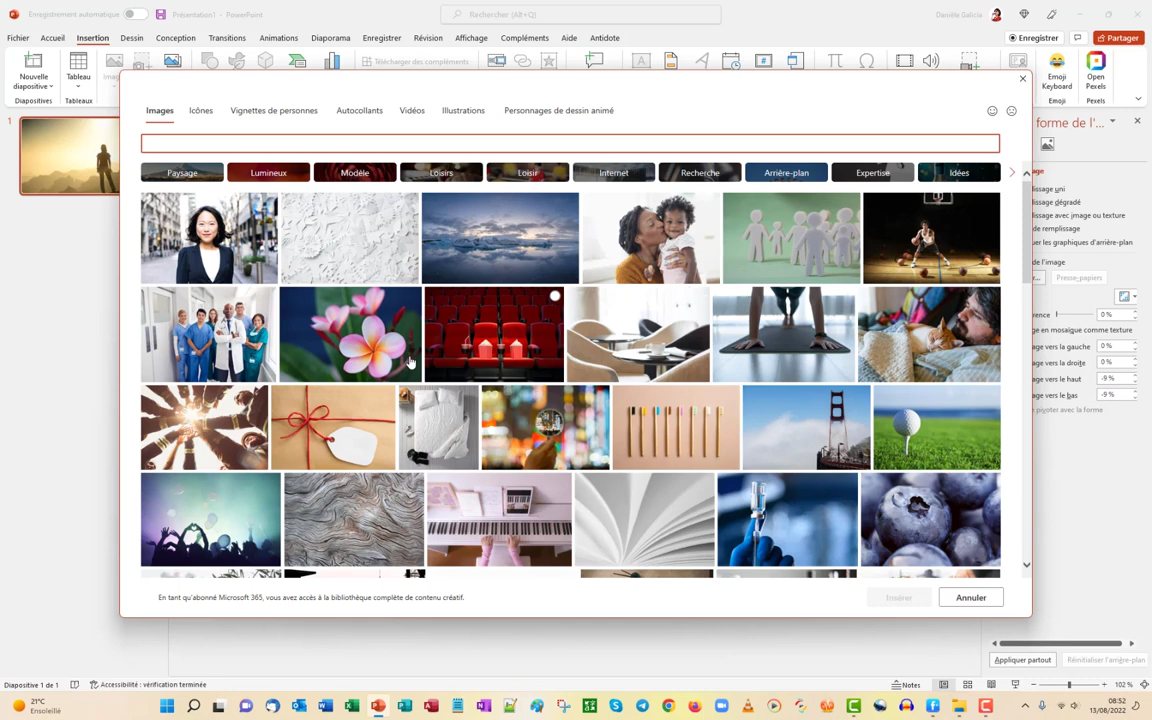 Enregistrement automatique
Présentation1 - PowerPoint
Rechercher (Alt+Q)
Danièle Galicia
Fichier
Accueil
Insertion
Dessin
Conception
Transitions
Animations
Diaporama
Enregistrer
Révision
Affichage
Compléments
Aide
Antidote
Enregistrer
Partager
Nouvelle diapositive
Tableau
Télécharger des compléments
Emoji Keyboard
Open Pexels
Diapositives
Tableaux
Emoji
Pexels
1
Images
Icônes
Vignettes de personnes
Autocollants
Vidéos
Illustrations
Personnages de dessin animé
forme de l'...
Paysage
Lumineux
Modèle
Loisirs
Loisir
Internet
Recherche
Arrière-plan
Expertise
Idées
lissage uni
lissage dégradé
lissage avec image ou texture
de remplissage
uer les graphiques d'arrière-plan
de l'image
Presse-papiers
rence
0 %
ge en mosaïque comme texture
age vers la gauche
0 %
age vers la droite
0 %
age vers le haut
-9 %
age vers le bas
-9 %
pivoter avec la forme
En tant qu'abonné Microsoft 365, vous avez accès à la bibliothèque complète de contenu créatif.
Insérer
Annuler
Appliquer partout
Réinitialiser l'arrière-plan
Diapositive 1 de 1
Accessibilité : vérification terminée
Notes
102 %
21°C
Ensoleillé
08:52
13/08/2022